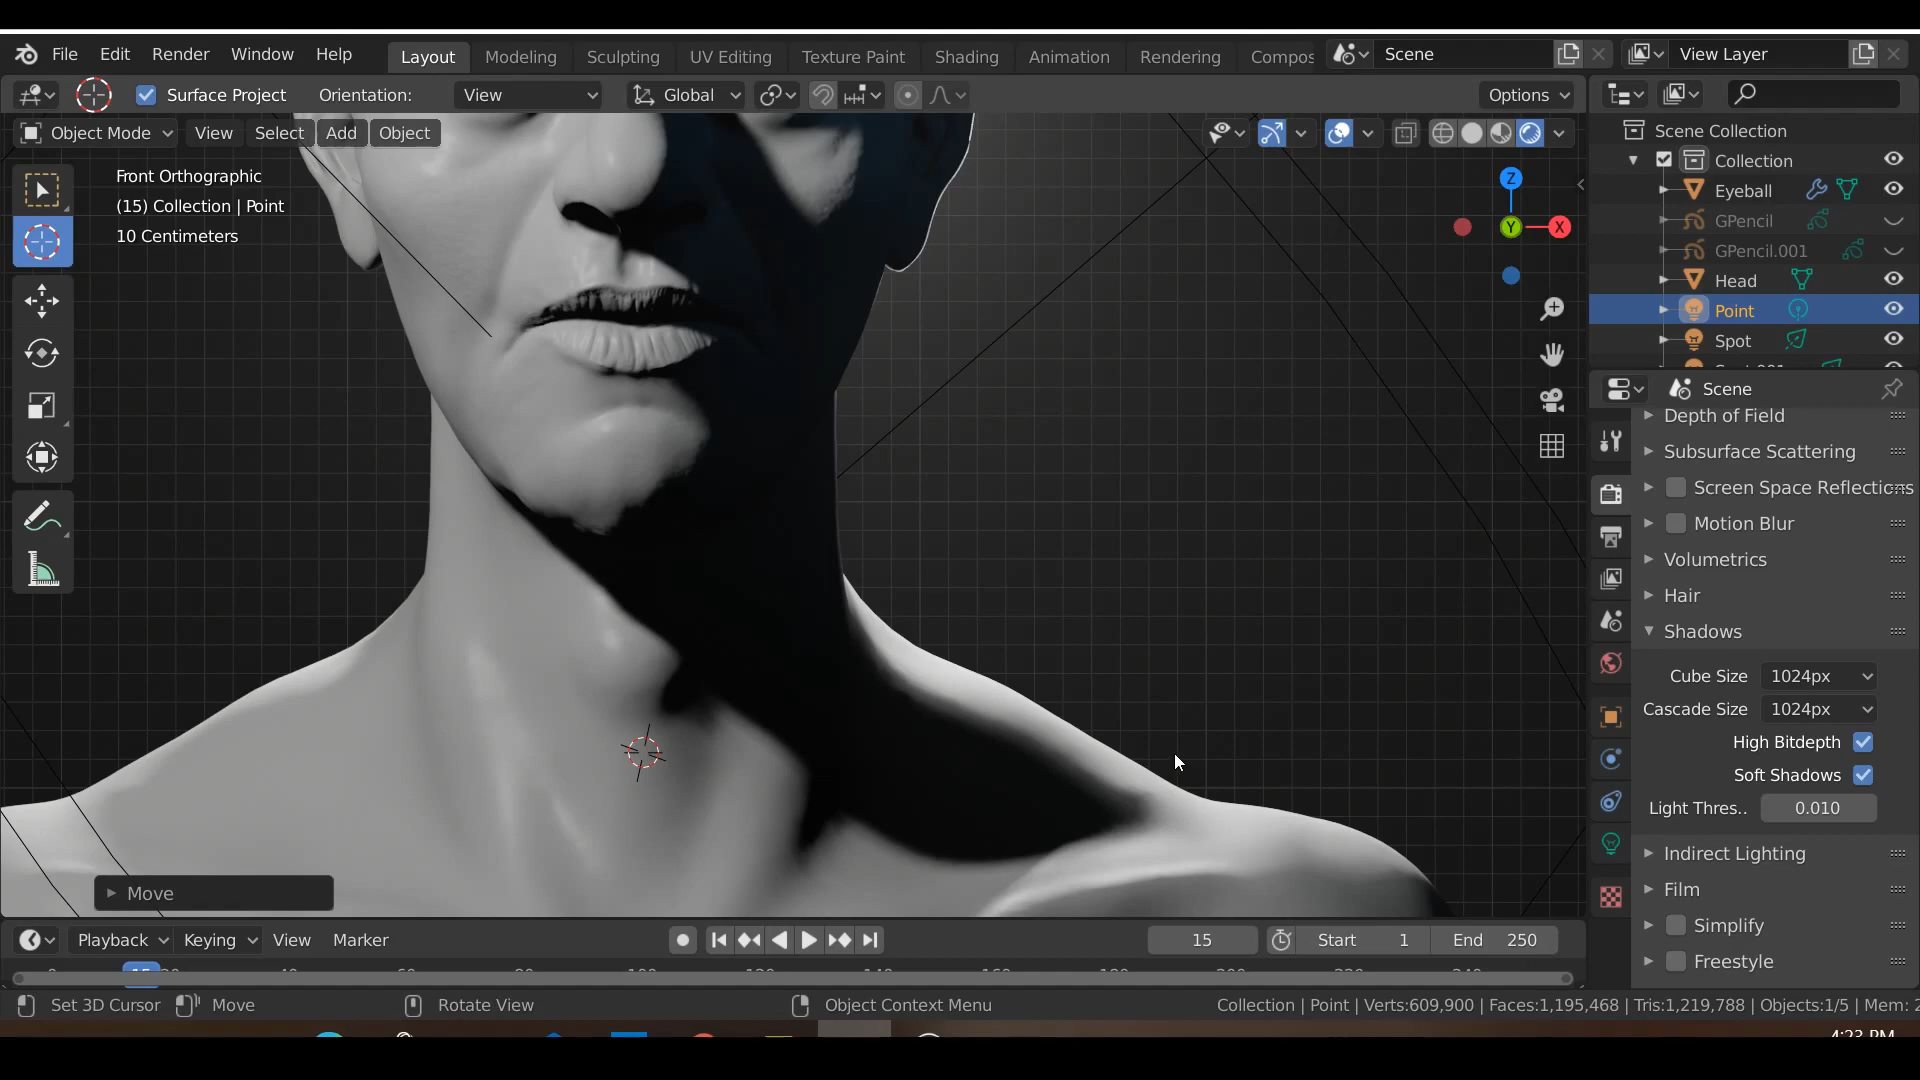 File Edit Render Window Help Layout Modeling Sculpting UV Editing Texture Paint Shading Animation Rendering Scene View Layer
Surface Project Orientation: View Global Options
Object Mode View Select Add Object
Front Orthographic
(15) Collection | Point
10 Centimeters
Z
Y
X
Scene Collection
Collection
Eyeball
GPencil
GPencil.001
Head
Point
Spot
Scene
Depth of Field
Subsurface Scattering
Screen Space Reflections
Motion Blur
Volumetrics
Hair
Shadows
Cube Size 1024px
Cascade Size 1024px
High Bitdepth
Soft Shadows
Light Thres.. 0.010
Indirect Lighting
Film
Simplify
Freestyle
Move
Playback Keying View Marker 15 Start 1 End 250
Set 3D Cursor Move Rotate View Object Context Menu Collection | Point | Verts:609,900 | Faces:1,195,468 | Tris:1,219,788 | Objects:1/5 | Mem:
4:23 PM